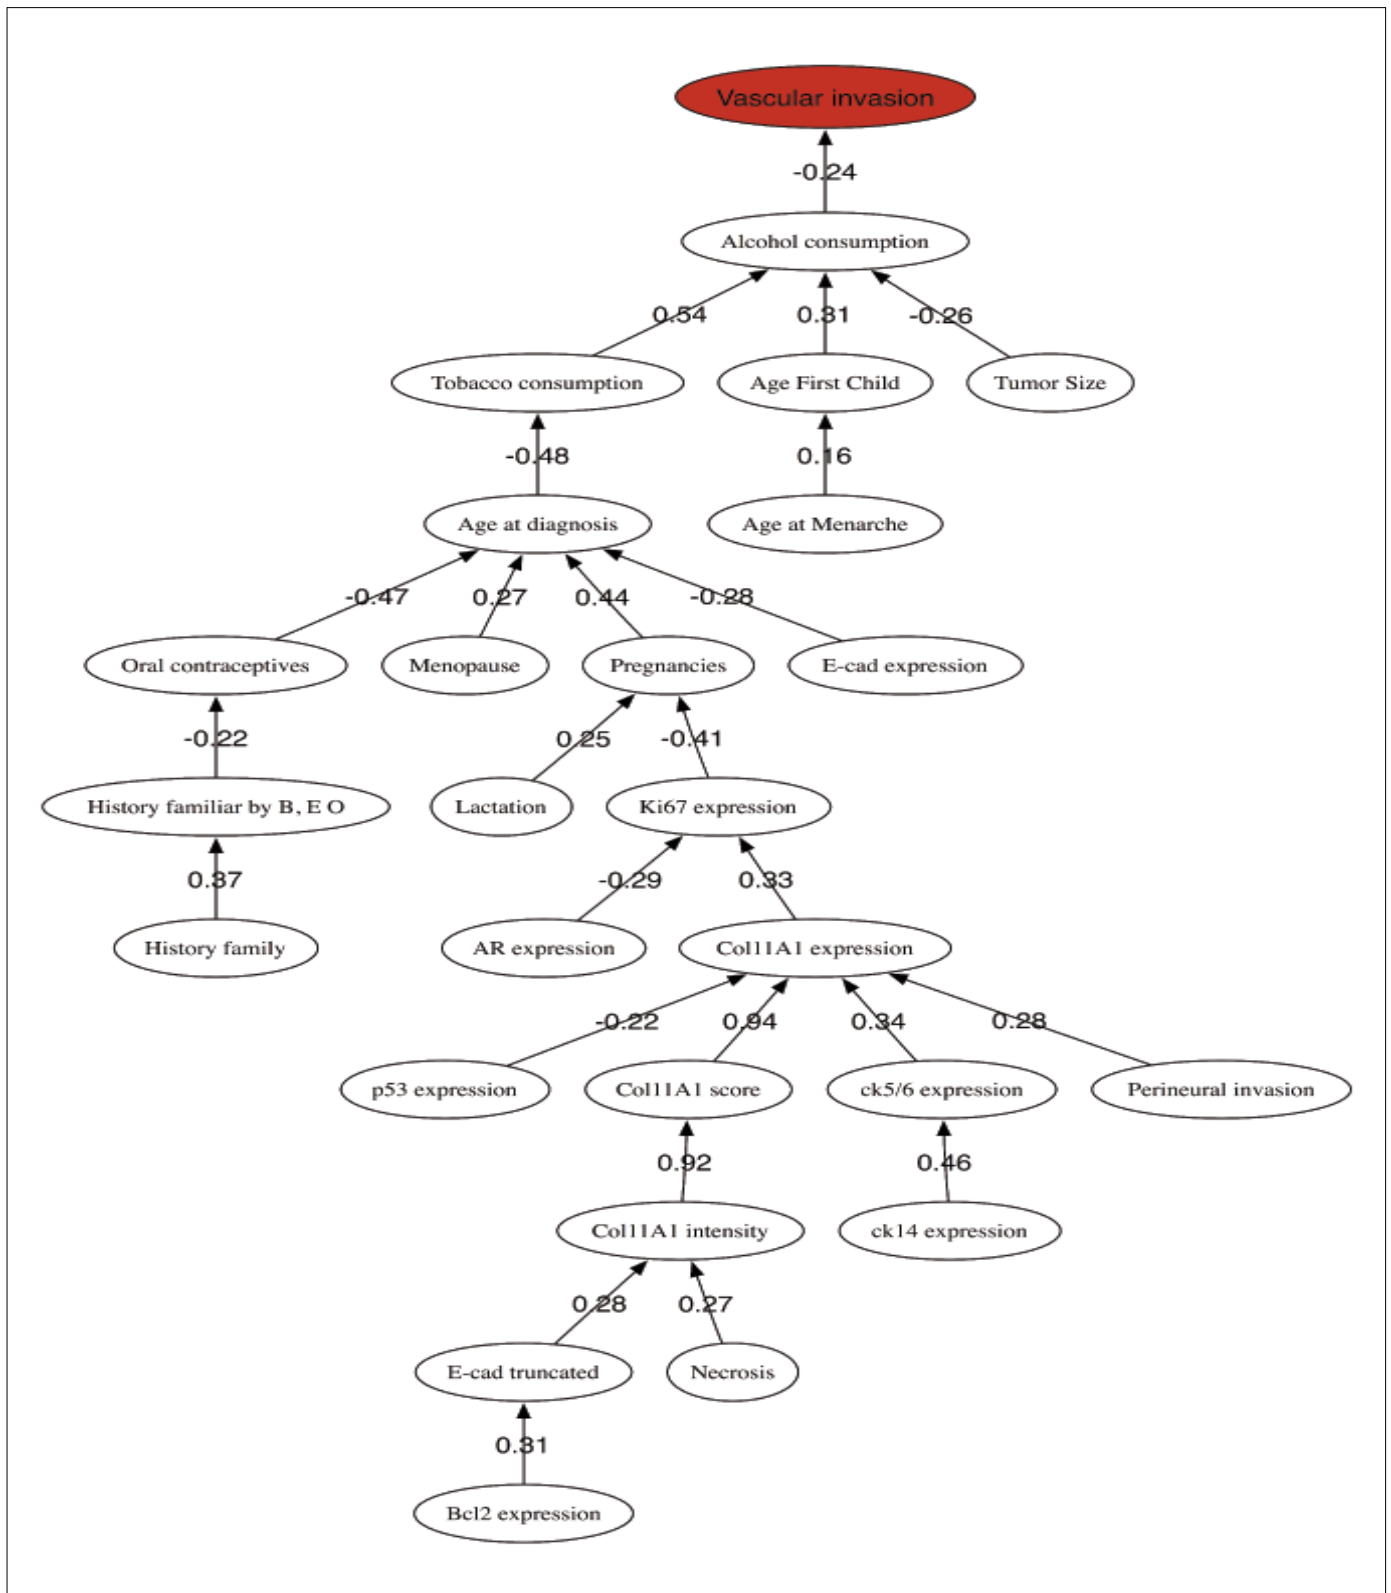 Vascular invasion
-0.24
Alcohol consumption
0.54 0.31 -0.26
Tobacco consumption Age First Child Tumor Size
-0.48 0.16
Age at diagnosis Age at Menarche
-0.47 0.27 0.44 -0.28
Oral contraceptives Menopause Pregnancies E-cad expression
-0.22 0.25 -0.41
History familiar by B, E O Lactation Ki67 expression
0.37 -0.29 0.33
History family AR expression Col11A1 expression
-0.22 0.94 0.34 0.28
p53 expression Col11A1 score ck5/6 expression Perineural invasion
0.92 0.46
Col11A1 intensity ck14 expression
0.28 0.27
E-cad truncated Necrosis
0.31
Bcl2 expression